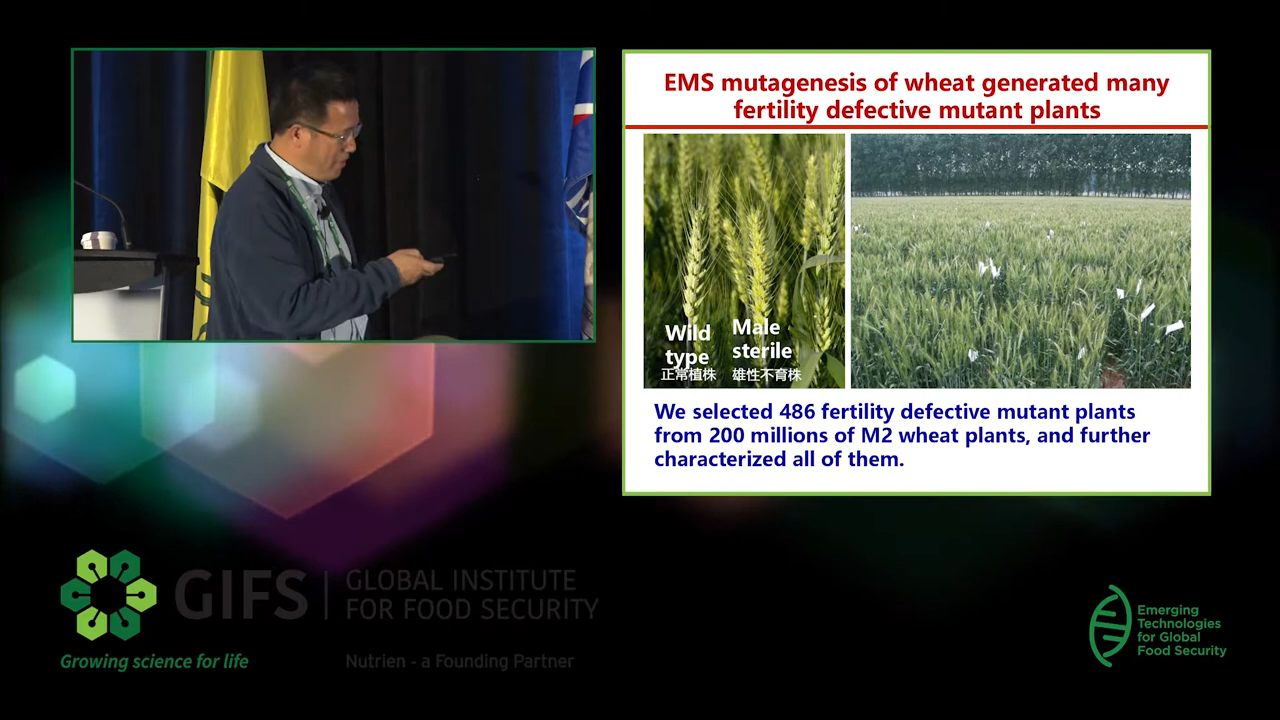 EMS mutagenesis of wheat generated many
fertility defective mutant plants
Wild
type
正常植株
Male
sterile
雄性不育株
We selected 486 fertility defective mutant plants
from 200 millions of M2 wheat plants, and further
characterized all of them.
GIFS
GLOBAL INSTITUTE
FOR FOOD SECURITY
Growing science for life
Nutrien - a Founding Partner
Emerging
Technologies
for Global
Food Security